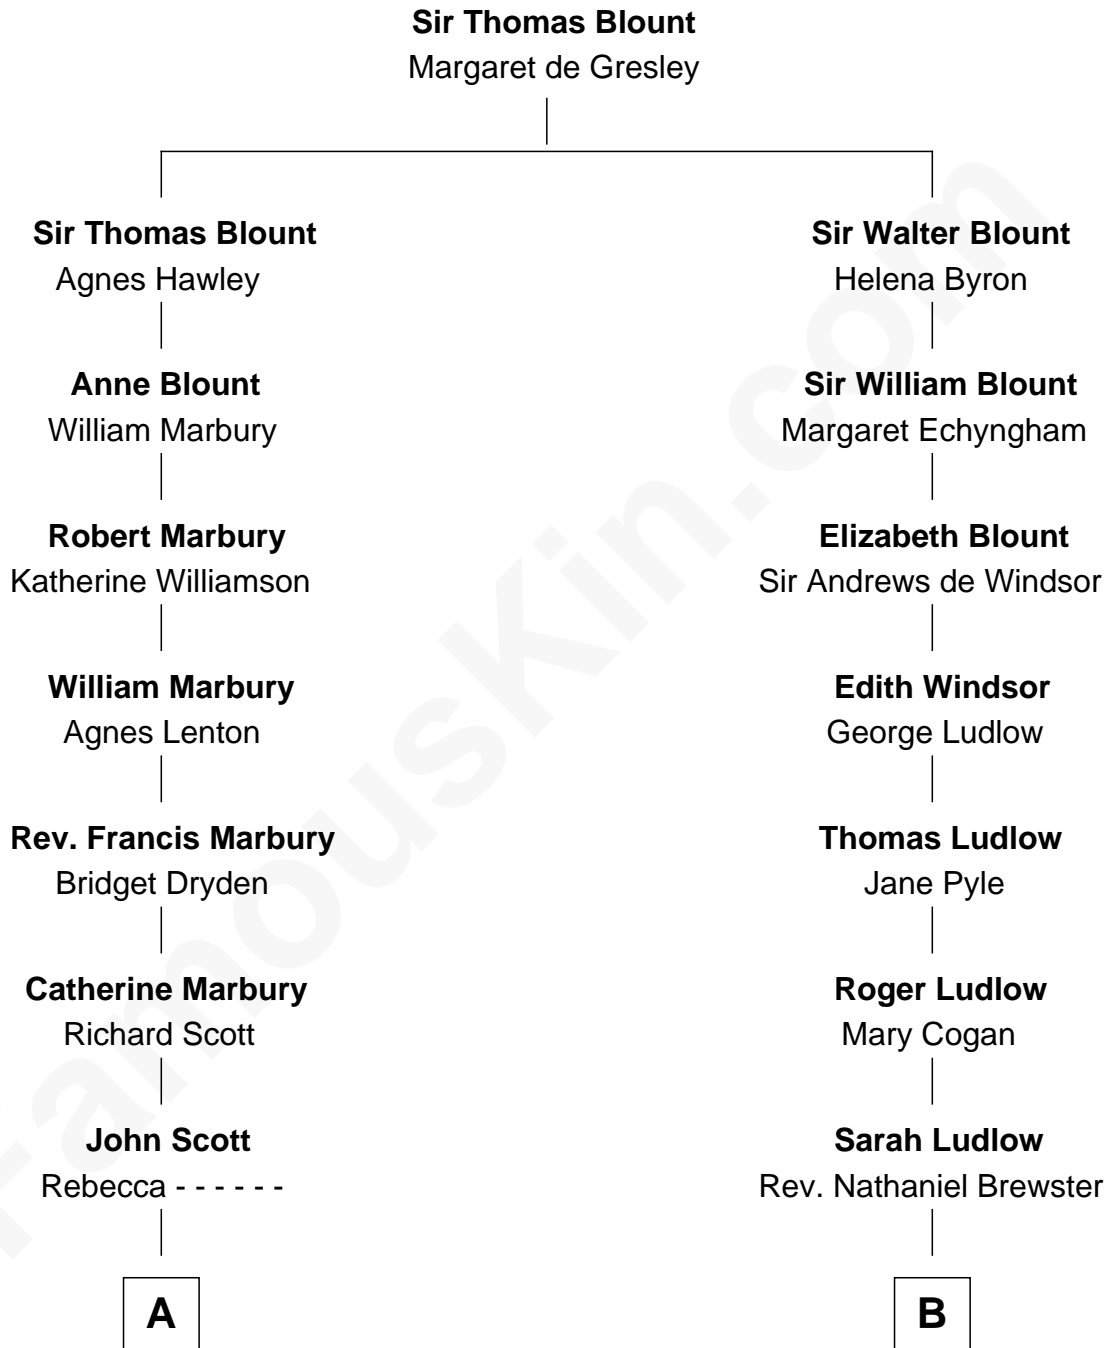 Sir Thomas Blount
Margaret de Gresley
Sir Thomas Blount
Agnes Hawley
Sir Walter Blount
Helena Byron
Anne Blount
William Marbury
Sir William Blount
Margaret Echyngham
Robert Marbury
Katherine Williamson
Elizabeth Blount
Sir Andrews de Windsor
William Marbury
Agnes Lenton
Edith Windsor
George Ludlow
Rev. Francis Marbury
Bridget Dryden
Thomas Ludlow
Jane Pyle
Catherine Marbury
Richard Scott
Roger Ludlow
Mary Cogan
John Scott
Rebecca - - - - - -
Sarah Ludlow
Rev. Nathaniel Brewster
A
B
FamousKin.com